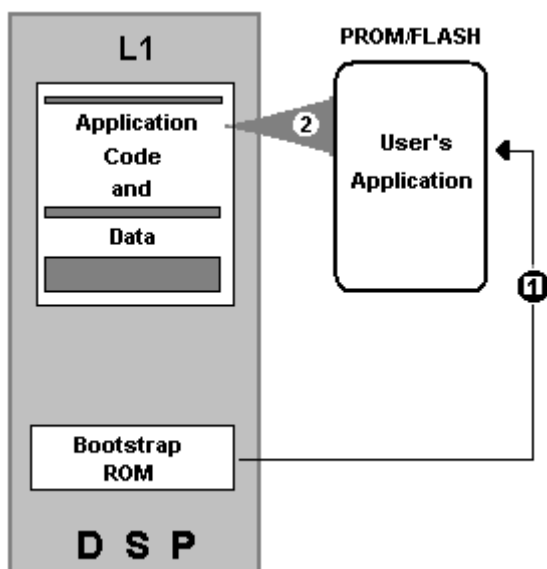 L1
Application
Code
and
Data
Bootstrap
ROM
D S P
PROM/FLASH
User's
Application
2
1